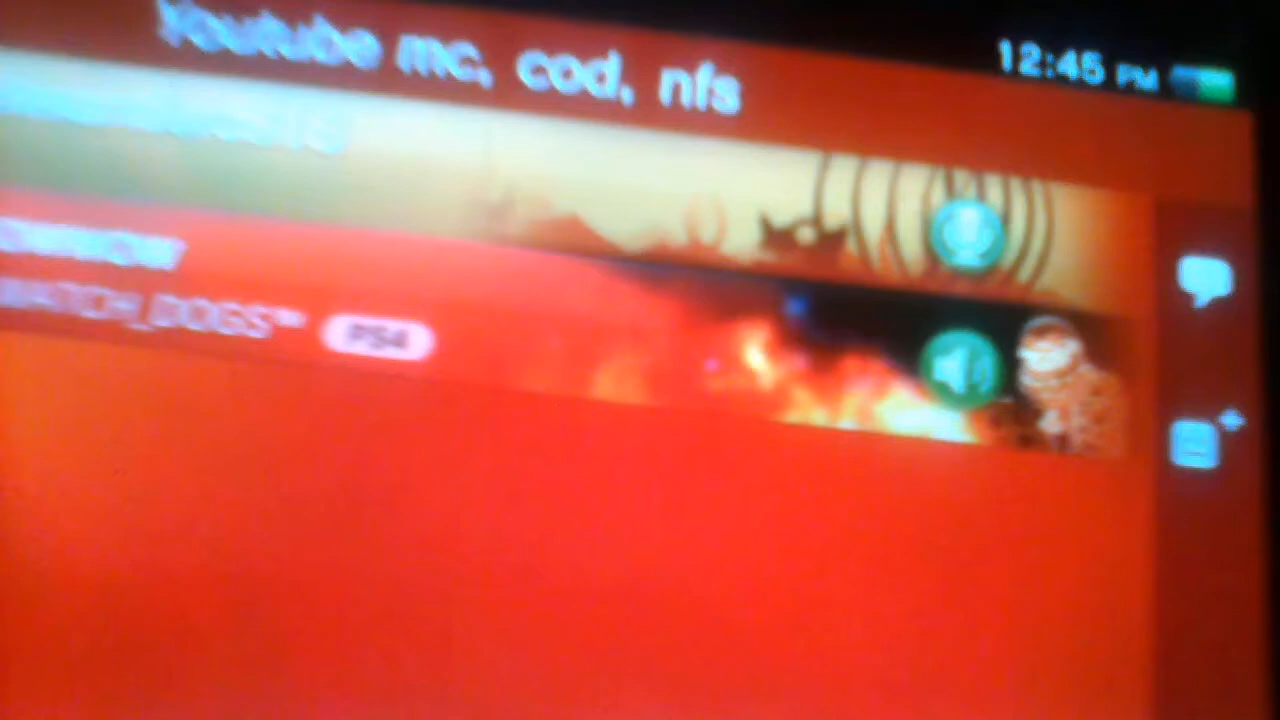 Youtube mc, cod, nfs
12:45 PM
WATCH_DOGS™ PS4